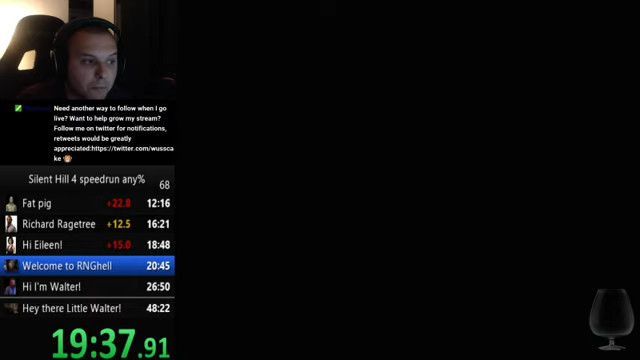 Need another way to follow when I go
live? Want to help grow my stream?
Follow me on twitter for notifications,
retweets would be greatly
appreciated:https://twitter.com/wussca
ke
Silent Hill 4 speedrun any%
68
Fat pig +22.8 12:16
Richard Ragetree +12.5 16:21
Hi Eileen! +15.0 18:48
Welcome to RNGhell 20:45
Hi I'm Walter! 26:50
Hey there Little Walter! 48:22
19:37.91